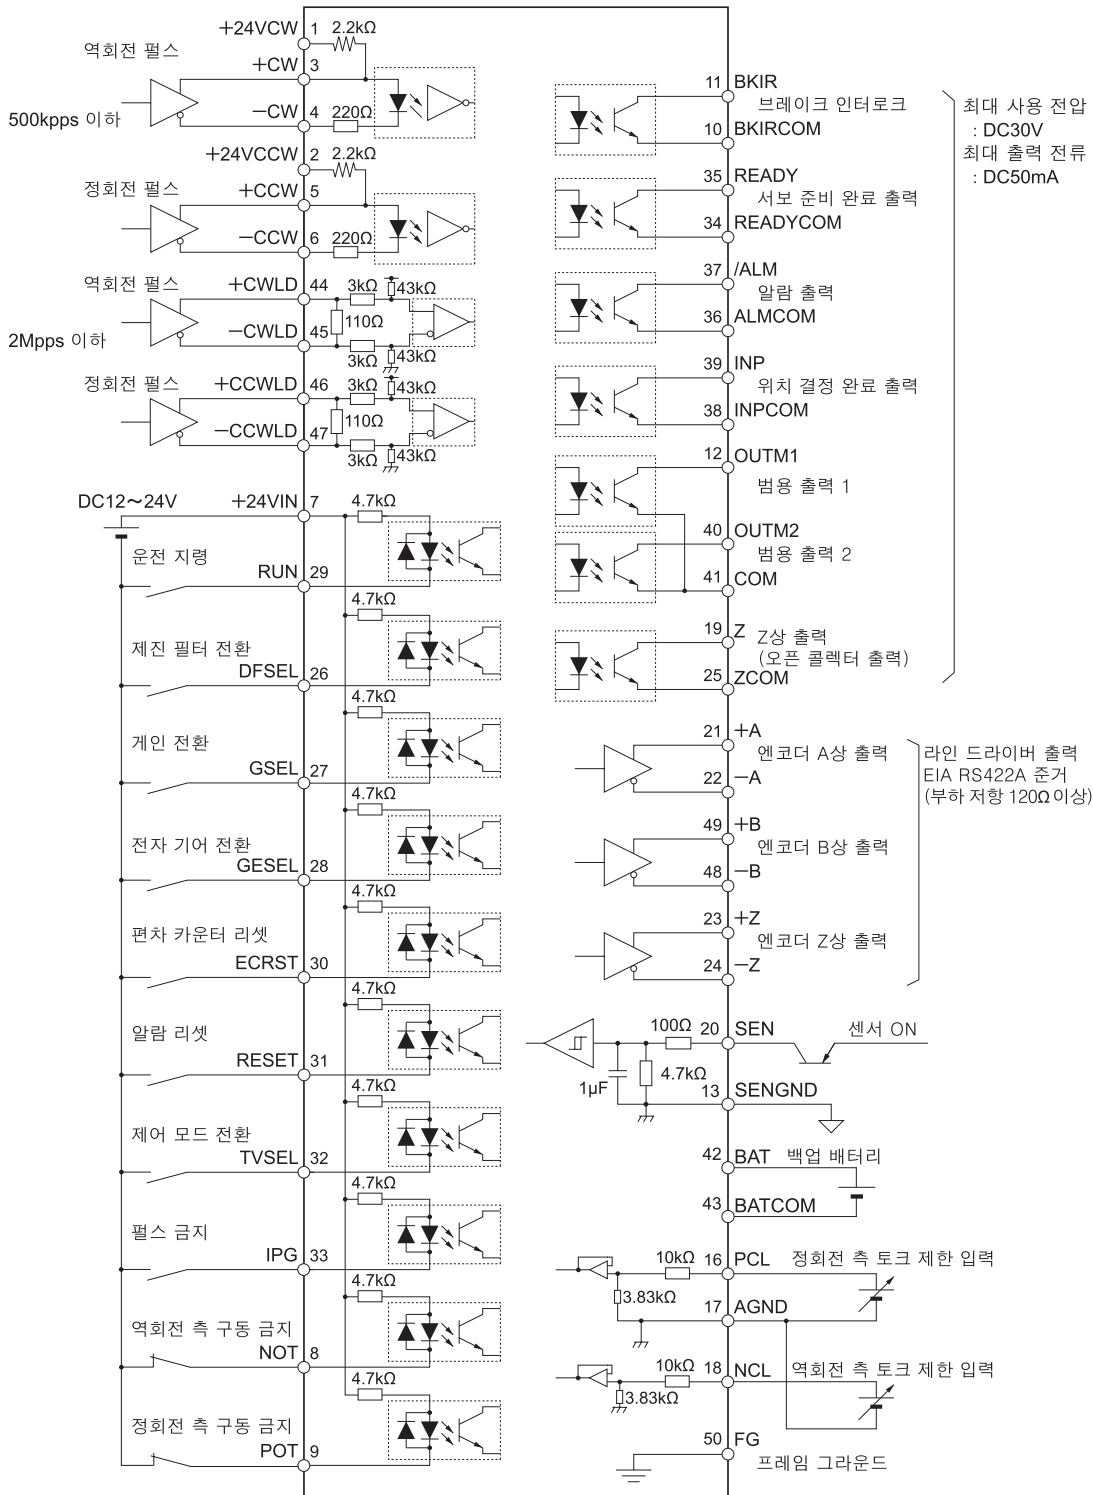 +24VCW 1 2.2kΩ
역회전 펄스
+CW 3
500kpps 이하
−CW 4 220Ω
+24VCCW 2 2.2kΩ
정회전 펄스
+CCW 5
−CCW 6 220Ω
역회전 펄스
+CWLD 44 3kΩ 43kΩ
110Ω
2Mpps 이하
−CWLD 45
3kΩ 43kΩ
정회전 펄스
+CCWLD 46 3kΩ 43kΩ
110Ω
−CCWLD 47
3kΩ 43kΩ
DC12～24V
+24VIN 7 4.7kΩ
운전 지령
RUN 29
4.7kΩ
제진 필터 전환
DFSEL 26
4.7kΩ
게인 전환
GSEL 27
4.7kΩ
전자 기어 전환
GESEL 28
4.7kΩ
편차 카운터 리셋
ECRST 30
4.7kΩ
알람 리셋
RESET 31
4.7kΩ
제어 모드 전환
TVSEL 32
4.7kΩ
펄스 금지
IPG 33
4.7kΩ
역회전 측 구동 금지
NOT 8
4.7kΩ
정회전 측 구동 금지
POT 9
11 BKIR
브레이크 인터로크
10 BKIRCOM
35 READY
서보 준비 완료 출력
34 READYCOM
37 /ALM
알람 출력
36 ALMCOM
39 INP
위치 결정 완료 출력
38 INPCOM
12 OUTM1
범용 출력 1
40 OUTM2
범용 출력 2
41 COM
19 Z
Z상 출력
(오픈 콜렉터 출력)
25 ZCOM
최대 사용 전압
: DC30V
최대 출력 전류
: DC50mA
21 +A
엔코더 A상 출력
22 −A
49 +B
엔코더 B상 출력
48 −B
23 +Z
엔코더 Z상 출력
24 −Z
라인 드라이버 출력
EIA RS422A 준거
(부하 저항 120Ω 이상)
100Ω 20 SEN 센서 ON
1μF 4.7kΩ
13 SENGND
42 BAT 백업 배터리
43 BATCOM
10kΩ 16 PCL 정회전 측 토크 제한 입력
3.83kΩ
17 AGND
10kΩ 18 NCL 역회전 측 토크 제한 입력
3.83kΩ
50 FG
프레임 그라운드